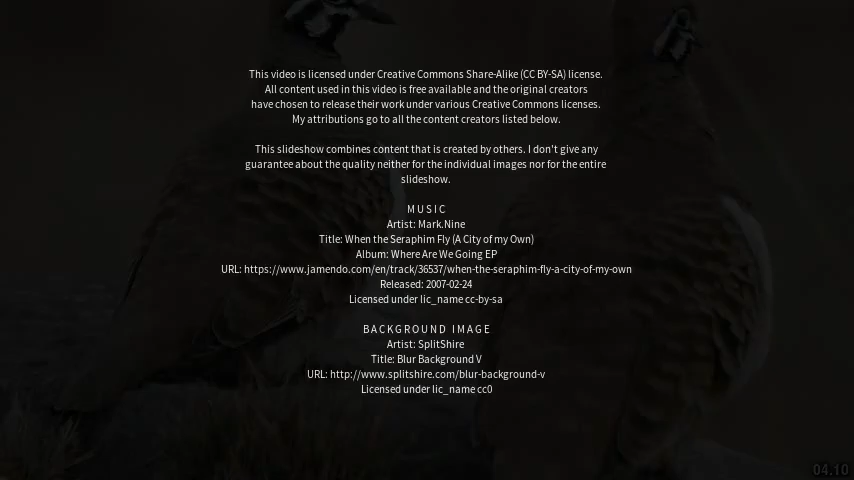 This video is licensed under Creative Commons Share-Alike (CC BY-SA) license.
All content used in this video is free available and the original creators
have chosen to release their work under various Creative Commons licenses.
My attributions go to all the content creators listed below.
This slideshow combines content that is created by others. I don't give any
guarantee about the quality neither for the individual images nor for the entire
slideshow.
MUSIC
Artist: Mark.Nine
Title: When the Seraphim Fly (A City of my Own)
Album: Where Are We Going EP
URL: https://www.jamendo.com/en/track/36537/when-the-seraphim-fly-a-city-of-my-own
Released: 2007-02-24
Licensed under lic_name cc-by-sa
BACKGROUND IMAGE
Artist: SplitShire
Title: Blur Background V
URL: http://www.splitshire.com/blur-background-v
Licensed under lic_name cc0
04.10